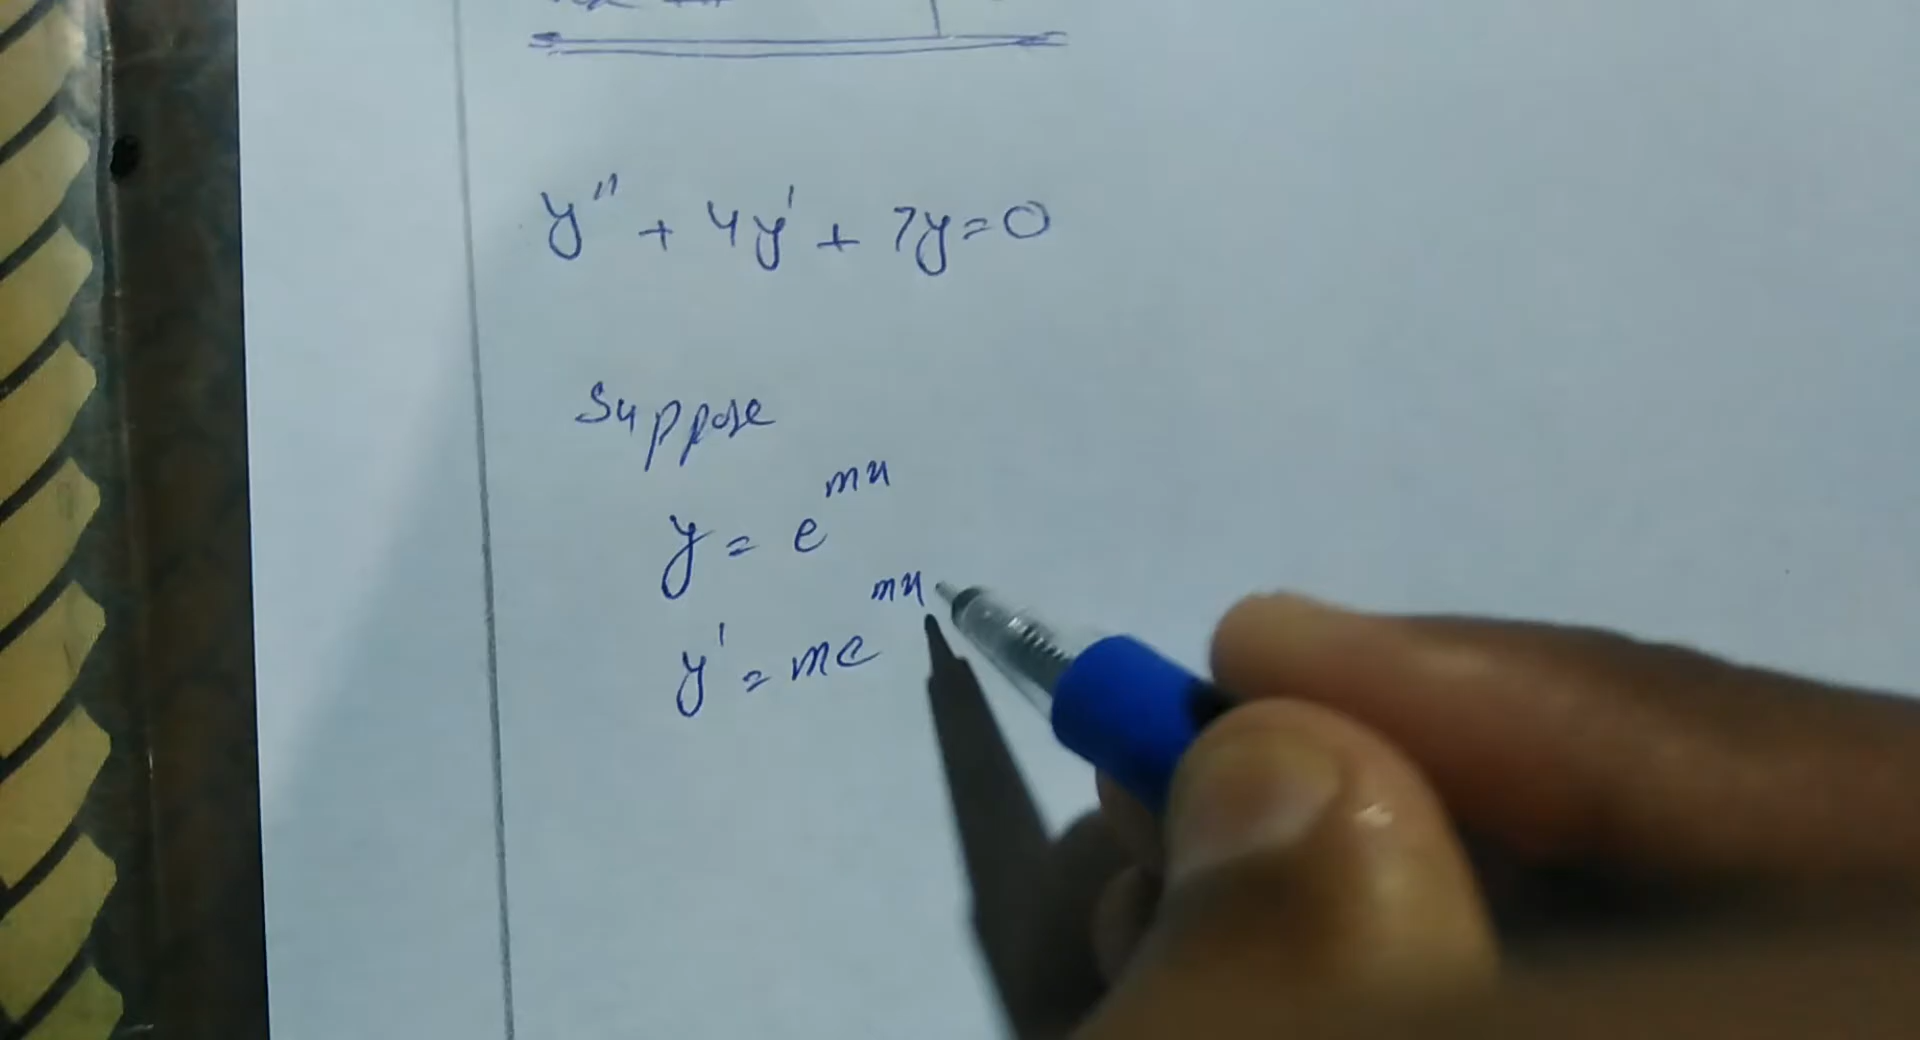 y'' + 4y' + 7y = 0
Suppose
y = e^{mx}
y' = me^{mx}